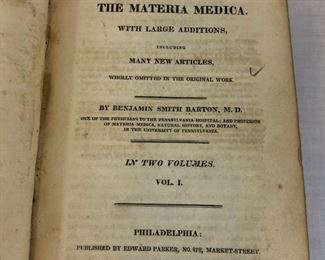 THE MATERIA MEDICA.
WITH LARGE ADDITIONS,
INCLUDING
MANY NEW ARTICLES,
WHOLLY OMITTED IN THE ORIGINAL WORK.
BY BENJAMIN SMITH BARTON, M.D.
ONE OF THE PHYSICIANS TO THE PENNSYLVANIA HOSPITAL: AND PROFESSOR
OF MATERIA MEDICA, NATURAL HISTORY, AND BOTANY,
IN THE UNIVERSITY OF PENNSYLVANIA.
IN TWO VOLUMES.
VOL. I.
PHILADELPHIA:
PUBLISHED BY EDWARD PARKER, NO. 178, MARKET-STREET.